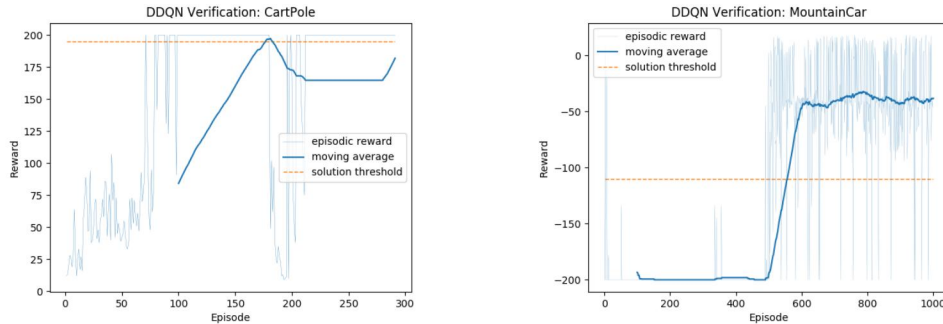 DDQN Verification: CartPole
200
175
150
125
100
75
50
25
0
Reward
episodic reward
moving average
solution threshold
0 50 100 150 200 250 300
Episode
DDQN Verification: MountainCar
episodic reward
moving average
solution threshold
0
−50
−100
−150
−200
Reward
0 200 400 600 800 1000
Episode